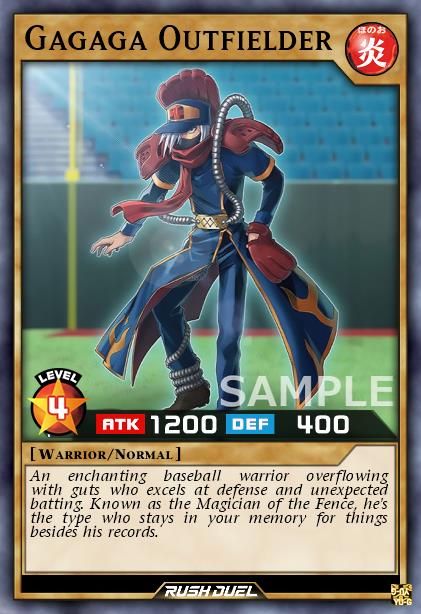 Gagaga Outfielder
ほのお
炎
SAMPLE
LEVEL
4
ATK 1200 DEF 400
[Warrior/Normal]
An enchanting baseball warrior overflowing
with guts who excels at defense and unexpected
batting. Known as the Magician of the Fence, he's
the type who stays in your memory for things
besides his records.
RUSH DUEL